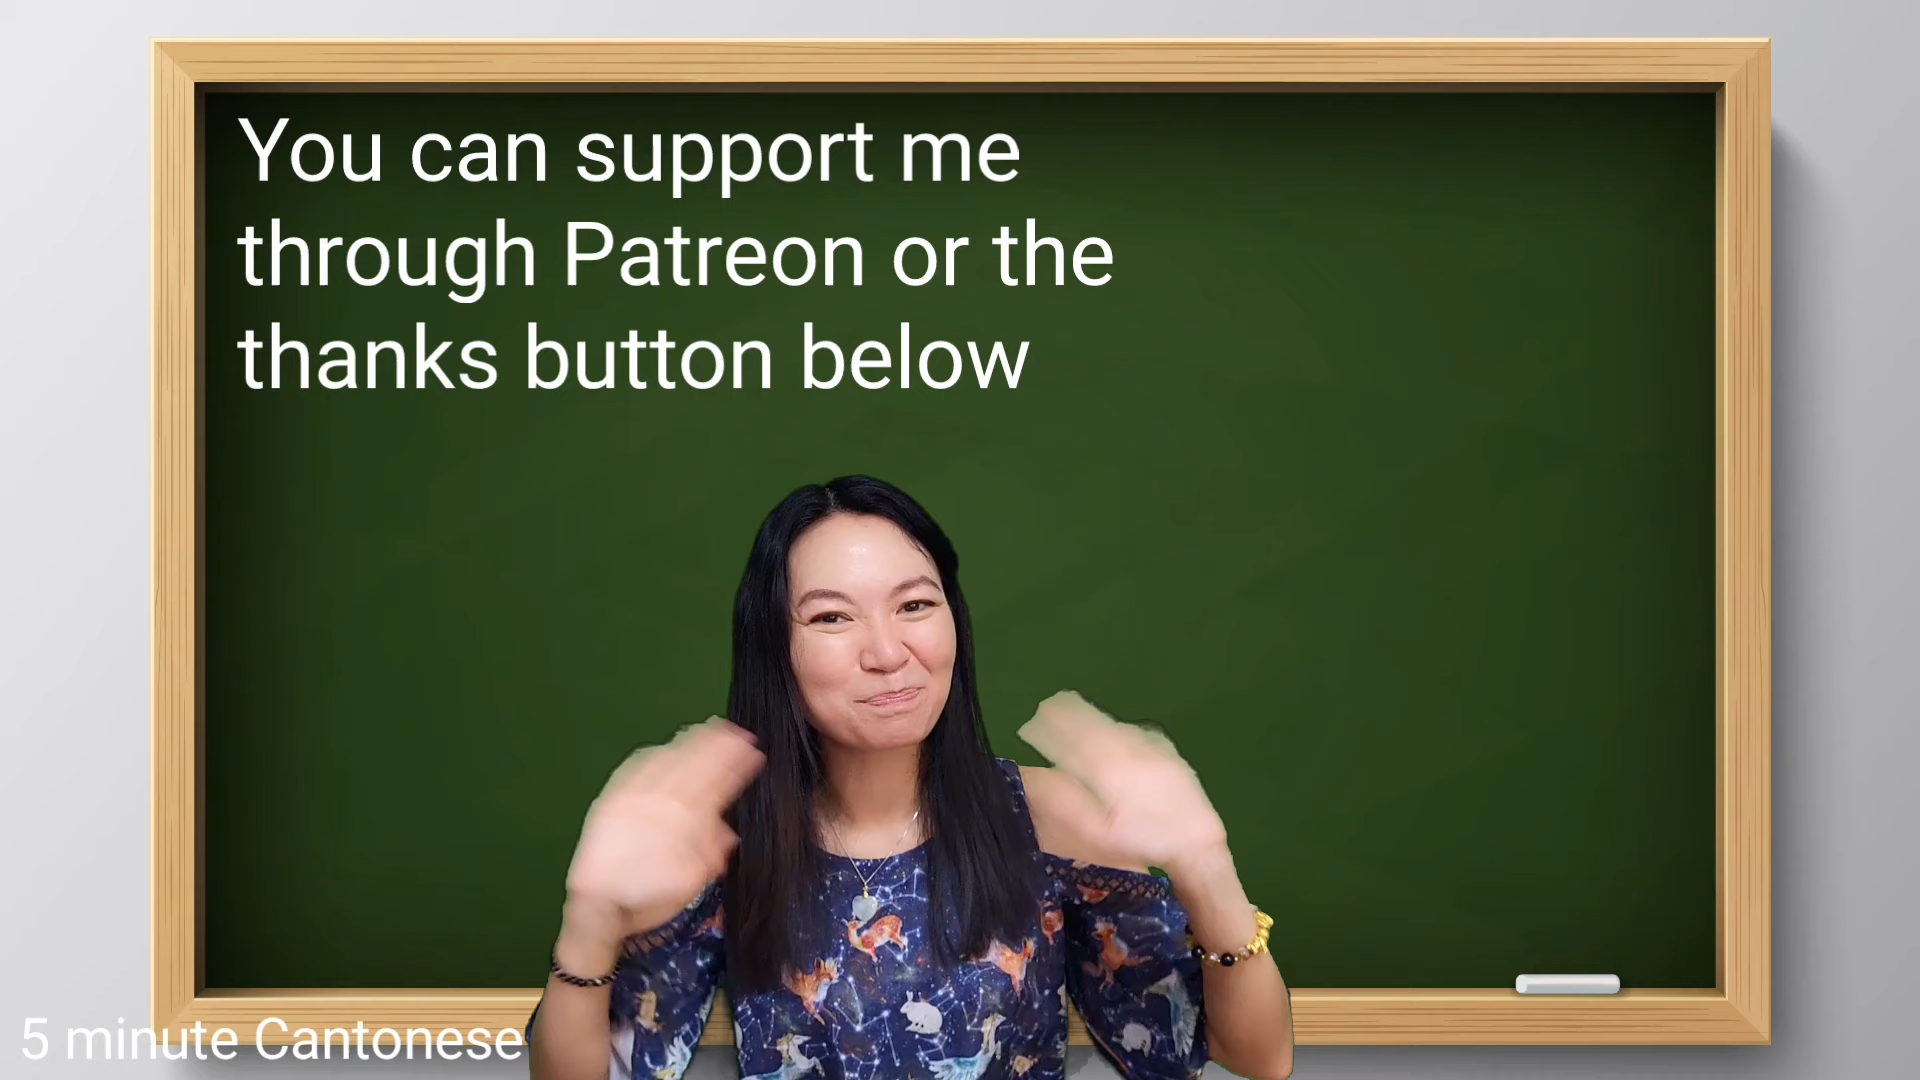 You can support me
through Patreon or the
thanks button below
5 minute Cantonese